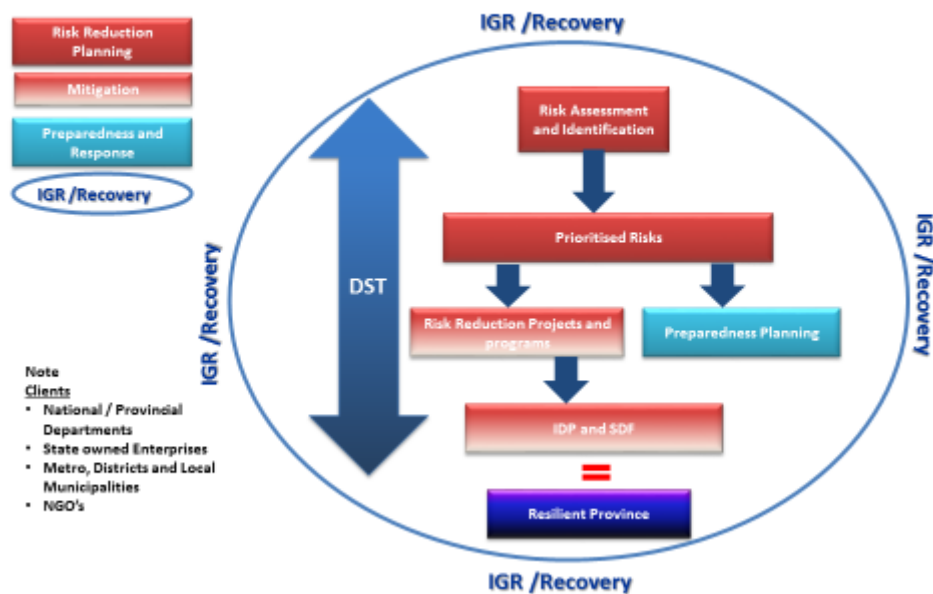 IGR /Recovery
Risk Reduction
Planning
Mitigation
Preparedness and
Response
IGR /Recovery
Risk Assessment
and Identification
Prioritised Risks
IGR /Recovery
IGR /Recovery
DST
Risk Reduction Projects and
programs
Preparedness Planning
IDP and SDF
=
Resilient Province
Note
Clients
• National / Provincial
Departments
• State owned Enterprises
• Metro, Districts and Local
Municipalities
• NGO's
IGR /Recovery